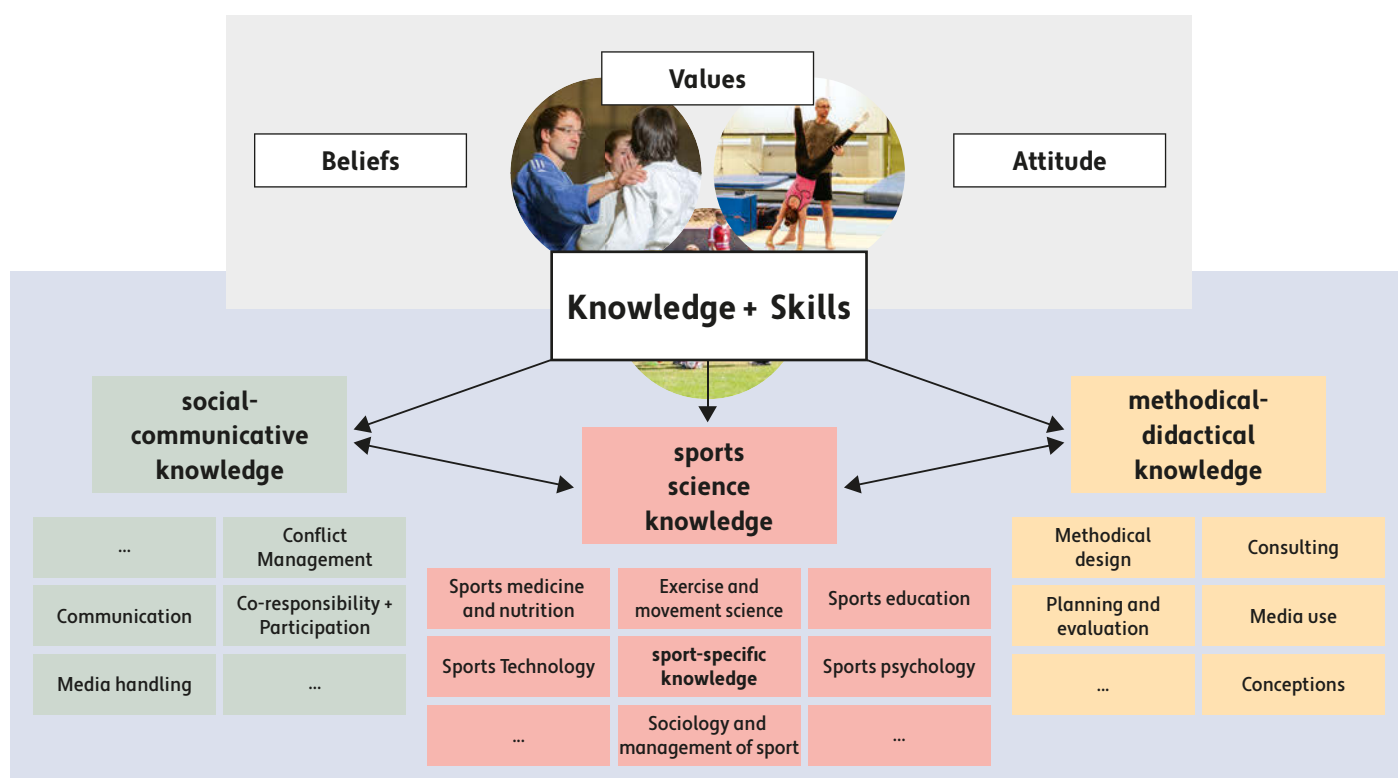 Values
Beliefs
Attitude
Knowledge + Skills
social-
communicative
knowledge
sports
science
knowledge
methodical-
didactical
knowledge
...
Conflict
Management
Communication
Co-responsibility +
Participation
Media handling
...
Sports medicine
and nutrition
Exercise and
movement science
Sports education
Sports Technology
sport-specific
knowledge
Sports psychology
...
Sociology and
management of sport
...
Methodical
design
Consulting
Planning and
evaluation
Media use
...
Conceptions